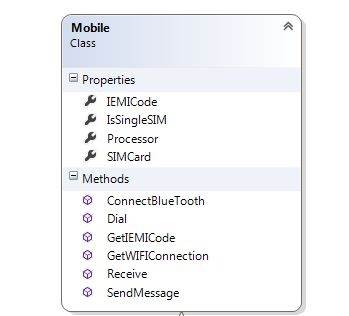 Mobile
Class
Properties
IEMICode
IsSingleSIM
Processor
SIMCard
Methods
ConnectBlueTooth
Dial
GetIEMICode
GetWIFIConnection
Receive
SendMessage